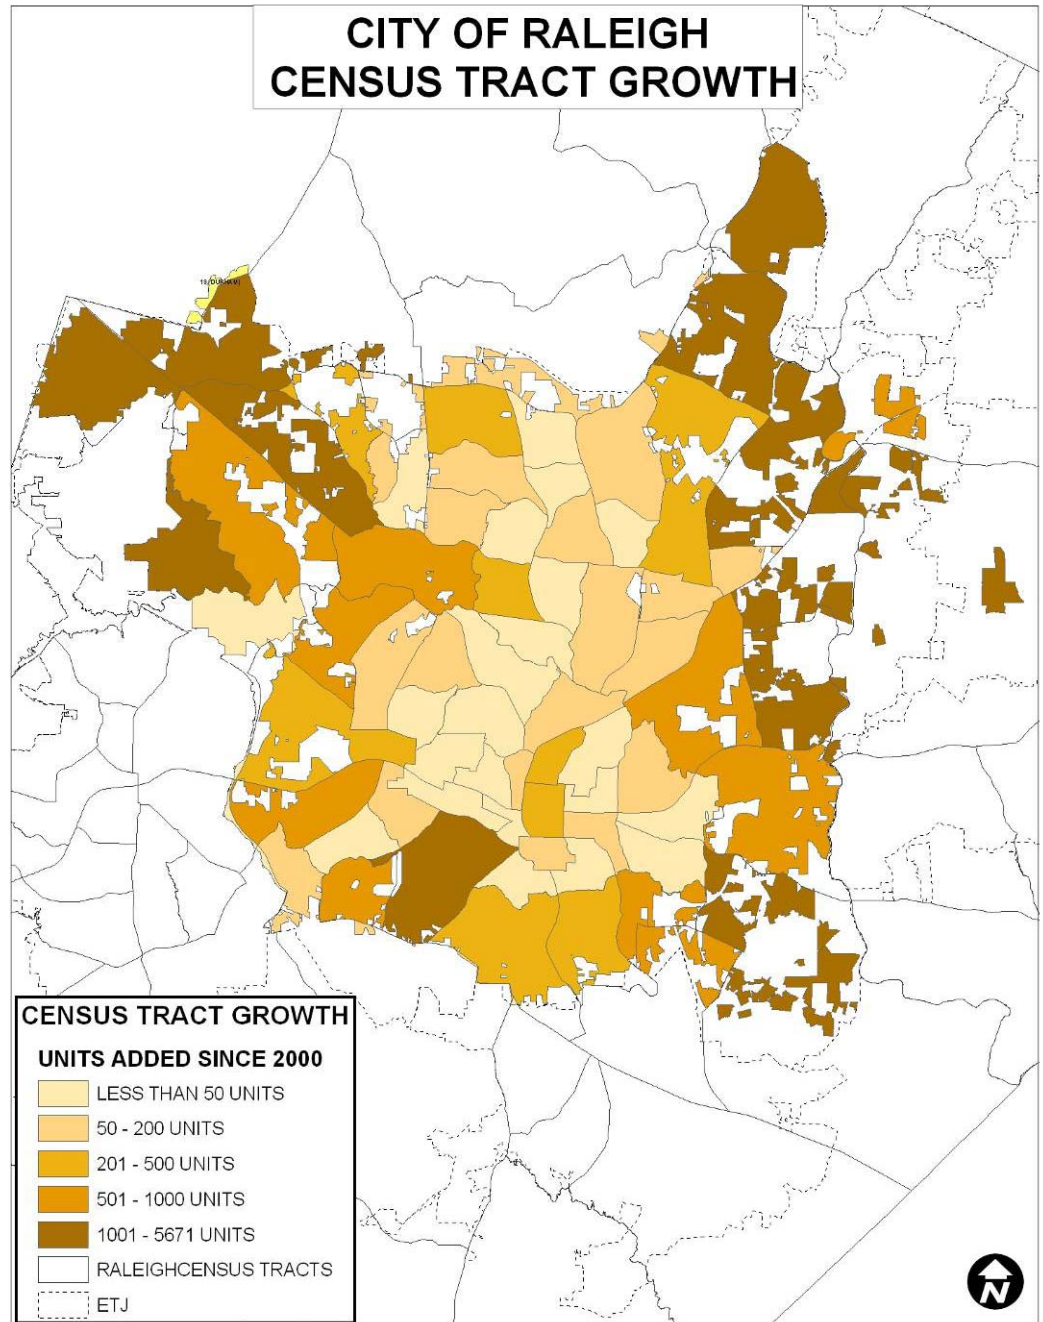 CITY OF RALEIGH
CENSUS TRACT GROWTH
CENSUS TRACT GROWTH
UNITS ADDED SINCE 2000
LESS THAN 50 UNITS
50 - 200 UNITS
201 - 500 UNITS
501 - 1000 UNITS
1001 - 5671 UNITS
RALEIGHCENSUS TRACTS
ETJ
N